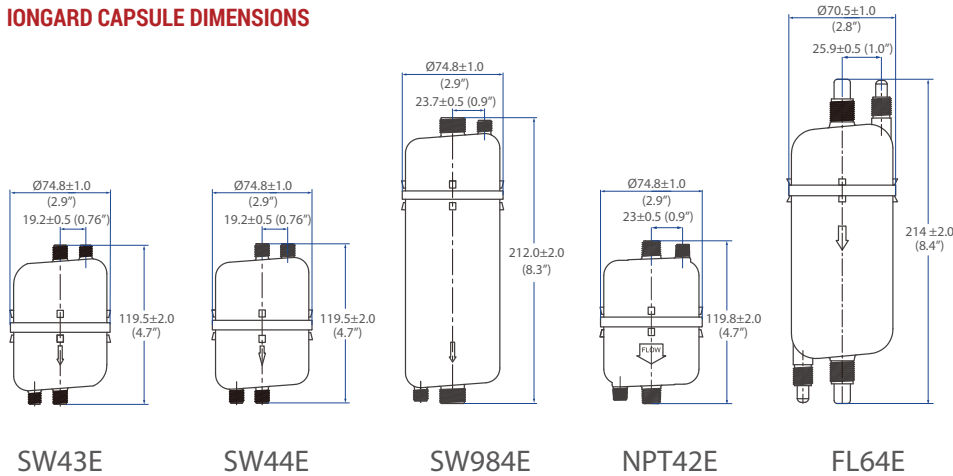 IONGARD CAPSULE DIMENSIONS
Ø74.8±1.0
(2.9”)
19.2±0.5 (0.76”)
119.5±2.0
(4.7”)
SW43E
Ø74.8±1.0
(2.9”)
19.2±0.5 (0.76”)
119.5±2.0
(4.7”)
SW44E
Ø74.8±1.0
(2.9”)
23.7±0.5 (0.9”)
212.0±2.0
(8.3”)
SW984E
Ø74.8±1.0
(2.9”)
23±0.5 (0.9”)
119.8±2.0
(4.7”)
FLOW
NPT42E
Ø70.5±1.0
(2.8”)
25.9±0.5 (1.0”)
214 ±2.0
(8.4”)
FL64E